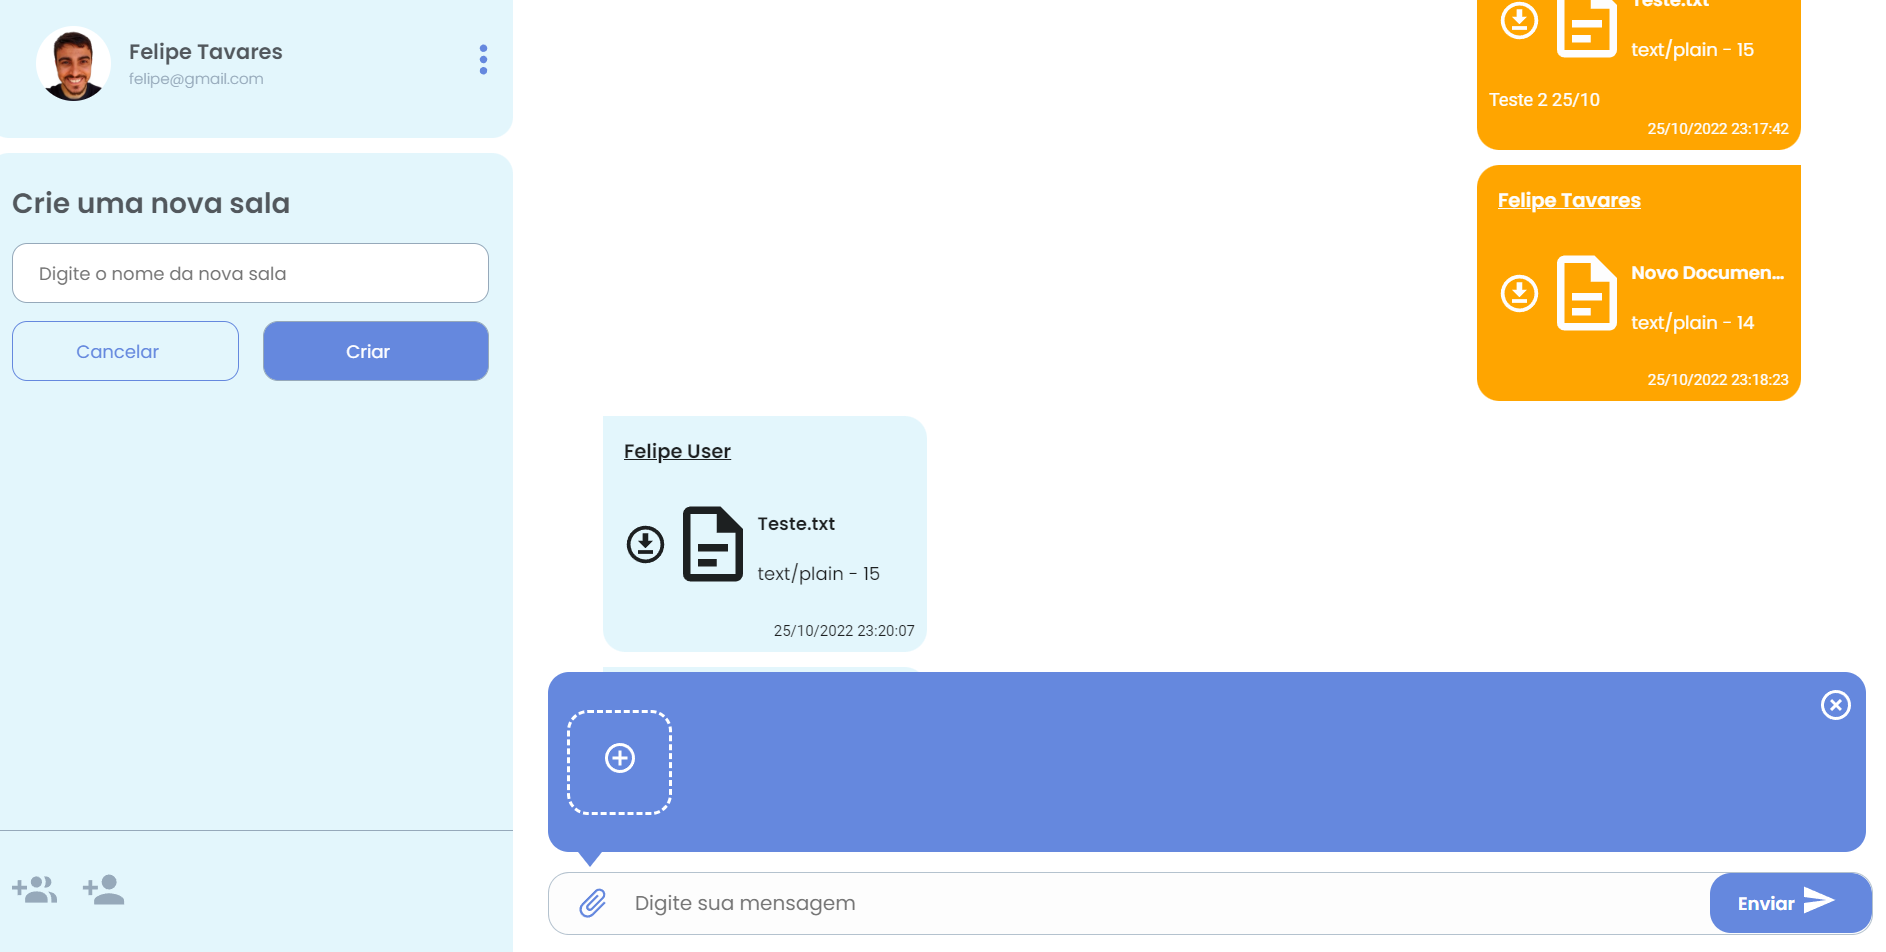 Felipe Tavares
felipe@gmail.com
Crie uma nova sala
Digite o nome da nova sala
Cancelar
Criar
Teste.txt
text/plain - 15
Teste 2 25/10
25/10/2022 23:17:42
Felipe Tavares
Novo Documen...
text/plain - 14
25/10/2022 23:18:23
Felipe User
Teste.txt
text/plain - 15
25/10/2022 23:20:07
Digite sua mensagem
Enviar